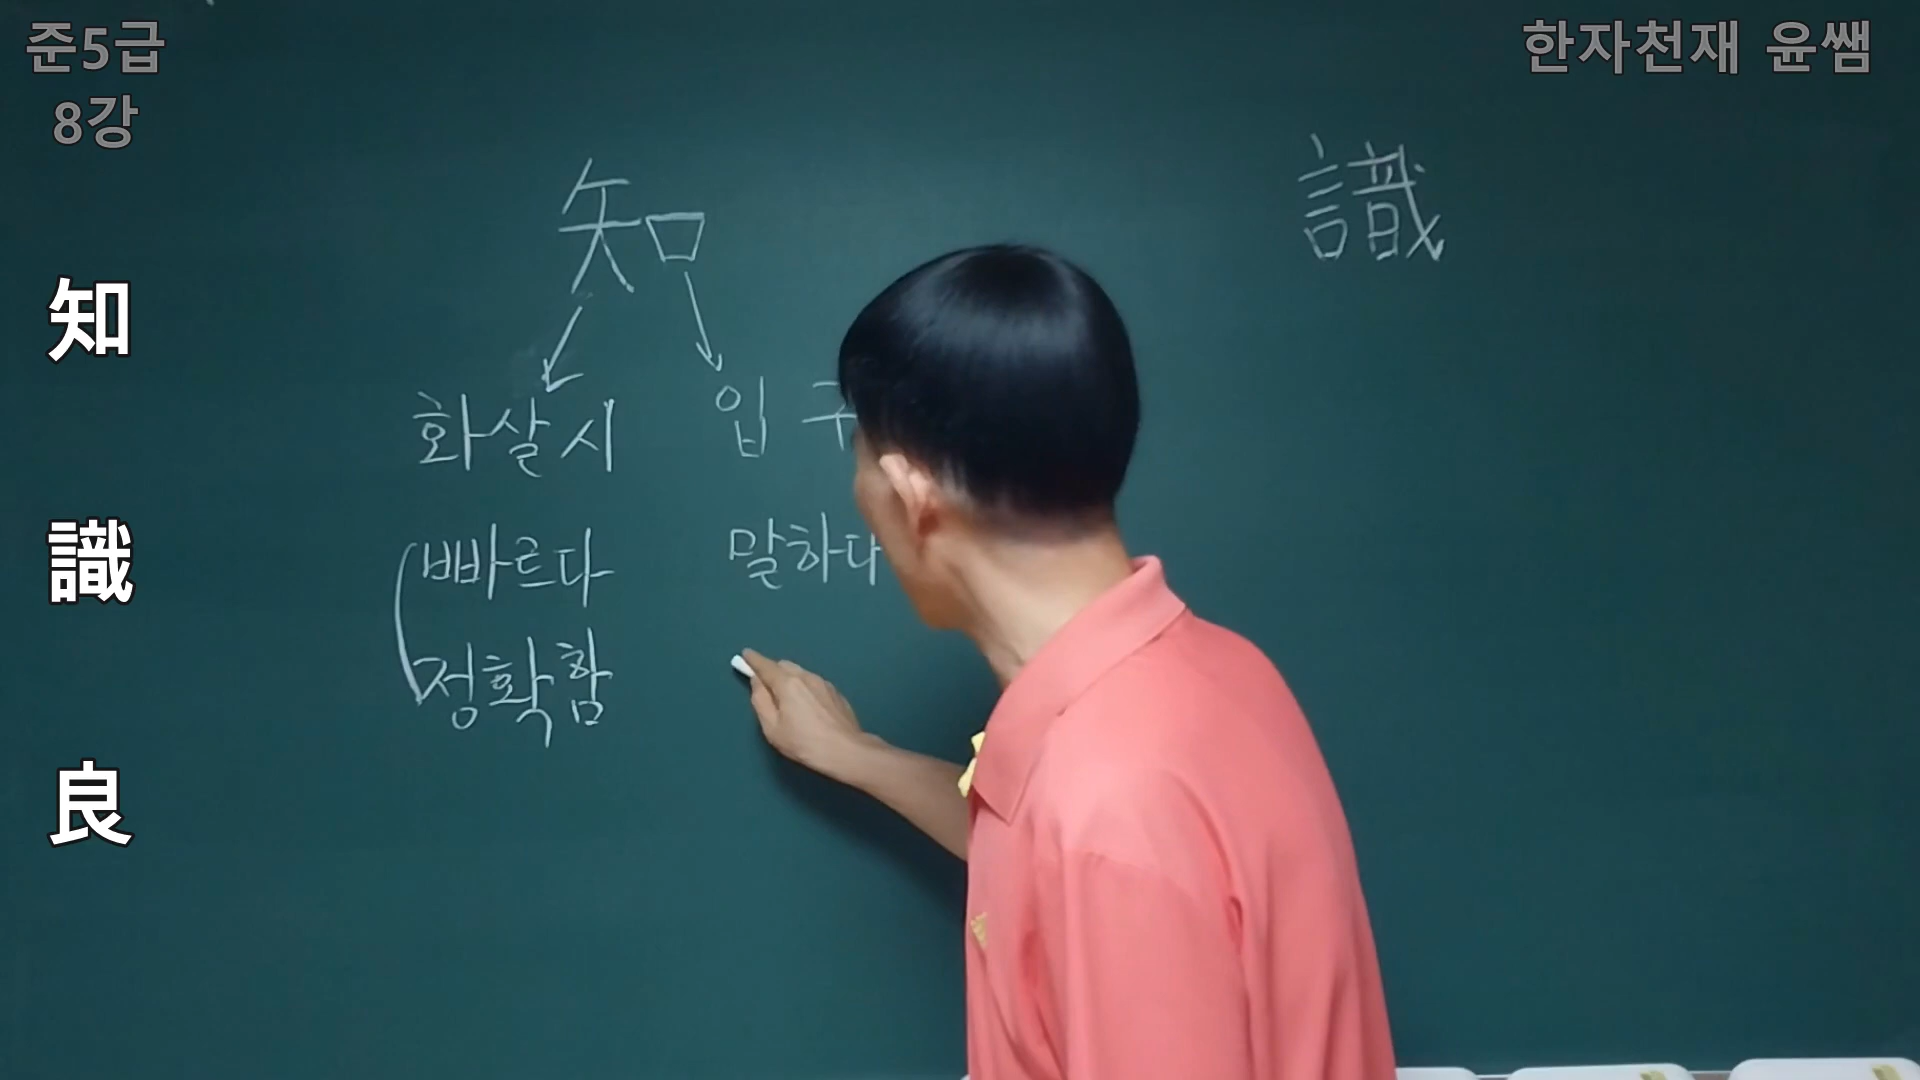 준5급
8강
한자천재 윤쌤
知
識
良
知
識
화살시 입 구
빠르다 말하다
정확함